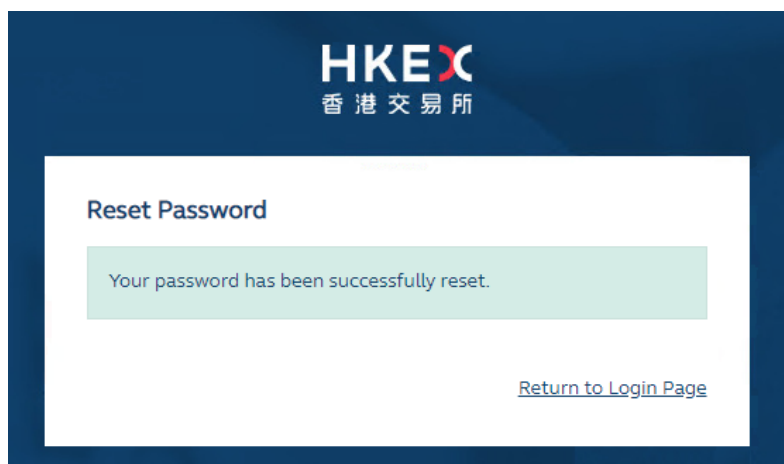 HKEX
香港交易所
Reset Password
Your password has been successfully reset.
Return to Login Page